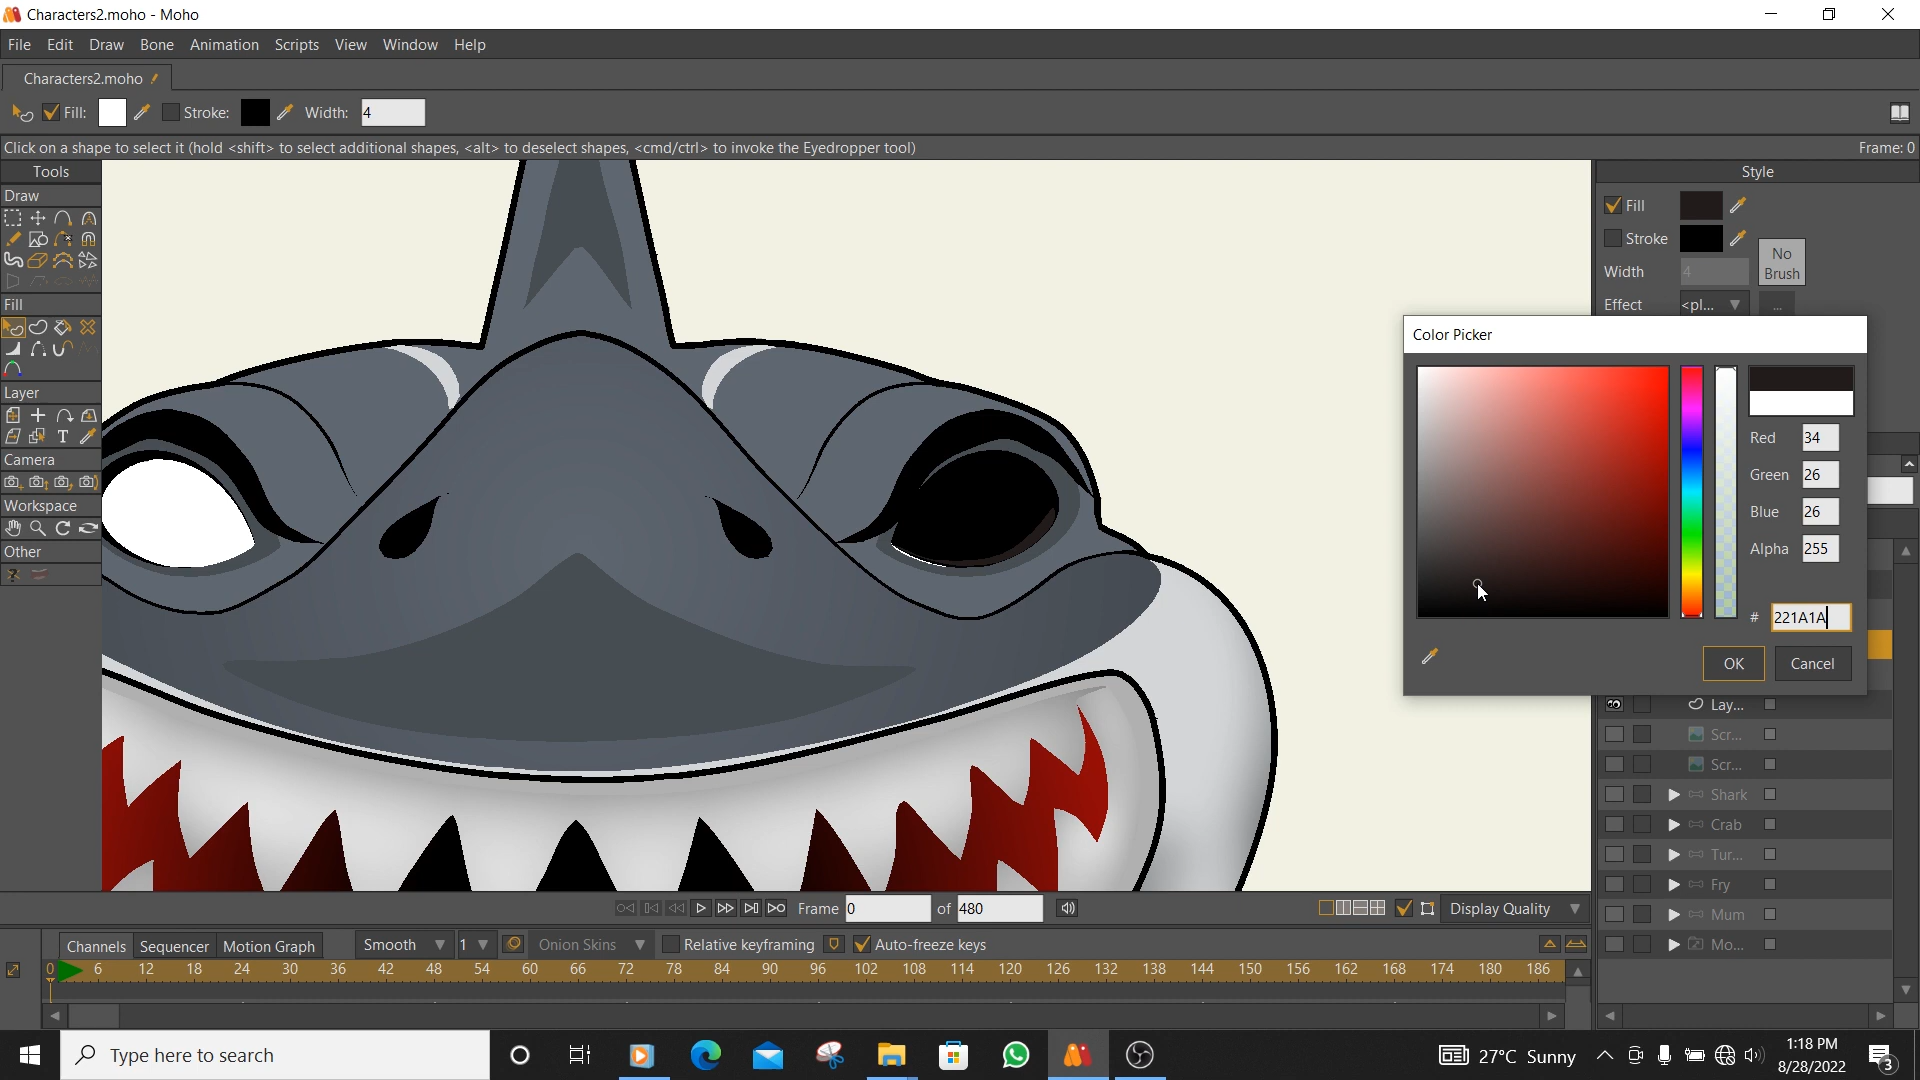 Characters2.moho - Moho
File Edit Draw Bone Animation Scripts View Window Help
Characters2.moho
Fill: Stroke: Width: 4
Click on a shape to select it (hold <shift> to select additional shapes, <alt> to deselect shapes, <cmd/ctrl> to invoke the Eyedropper tool) Frame: 0
Tools
Draw
Fill
Layer
T
Camera
Workspace
Other
Style
Fill
Stroke
Width 4
No Brush
Effect <pl... ...
Color Picker
Red 34
Green 26
Blue 26
Alpha 255
# 221A1A
OK Cancel
Lay...
Scr...
Scr...
Shark
Crab
Tur...
Fry
Mum
Mo...
Frame 0 of 480 Display Quality
Channels Sequencer Motion Graph Smooth 1 Onion Skins Relative keyframing Auto-freeze keys
0 6 12 18 24 30 36 42 48 54 60 66 72 78 84 90 96 102 108 114 120 126 132 138 144 150 156 162 168 174 180 186
Type here to search
27°C Sunny
1:18 PM
8/28/2022
3